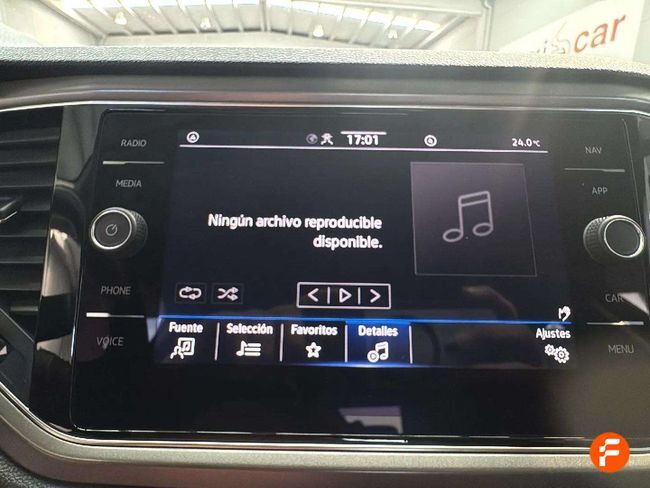 car
RADIO
MEDIA
PHONE
VOICE
17:01
24.0°C
Ningún archivo reproducible
disponible.
Fuente
Selección
Favoritos
Detalles
Ajustes
NAV
APP
CAR
MENU